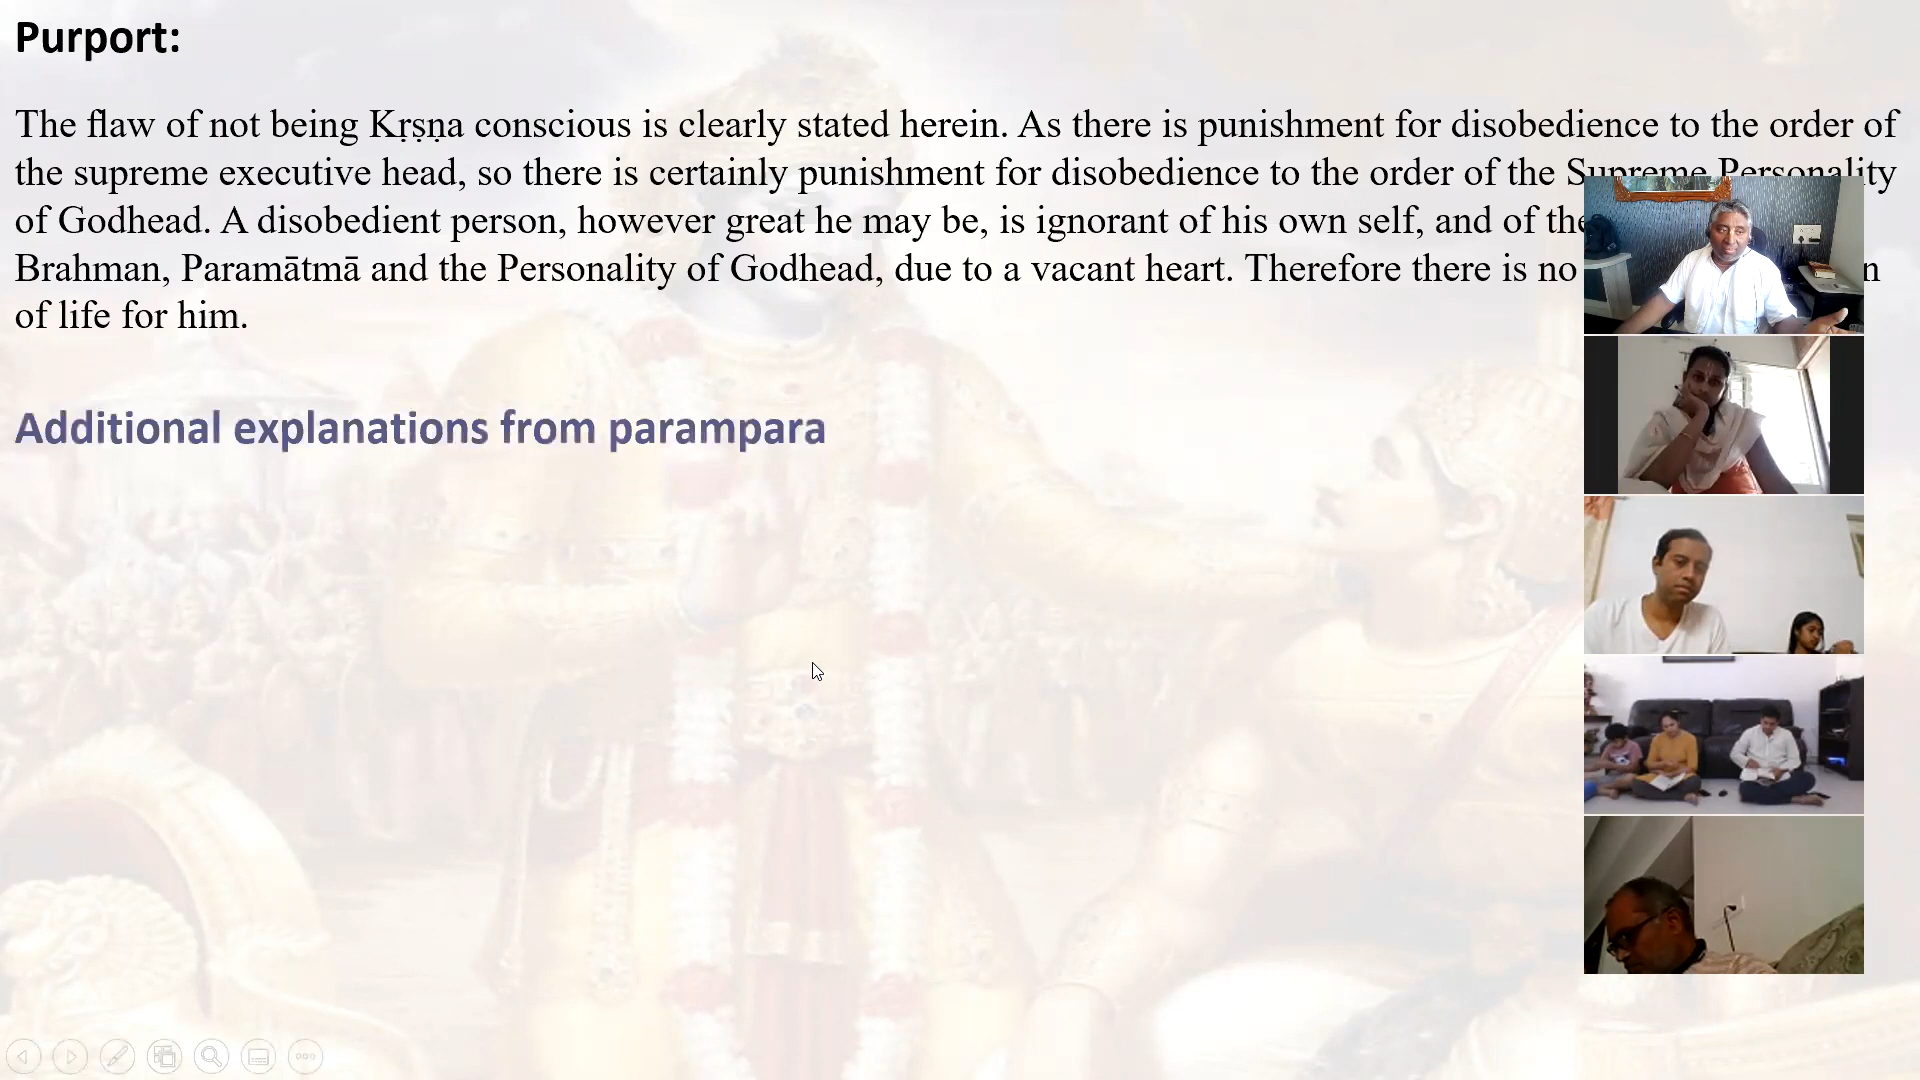 Purport:
The flaw of not being Kṛṣṇa conscious is clearly stated herein. As there is punishment for disobedience to the order of
the supreme executive head, so there is certainly punishment for disobedience to the order of the Supreme Personality
of Godhead. A disobedient person, however great he may be, is ignorant of his own self, and of the
Brahman, Paramātmā and the Personality of Godhead, due to a vacant heart. Therefore there is no
of life for him.
Additional explanations from parampara